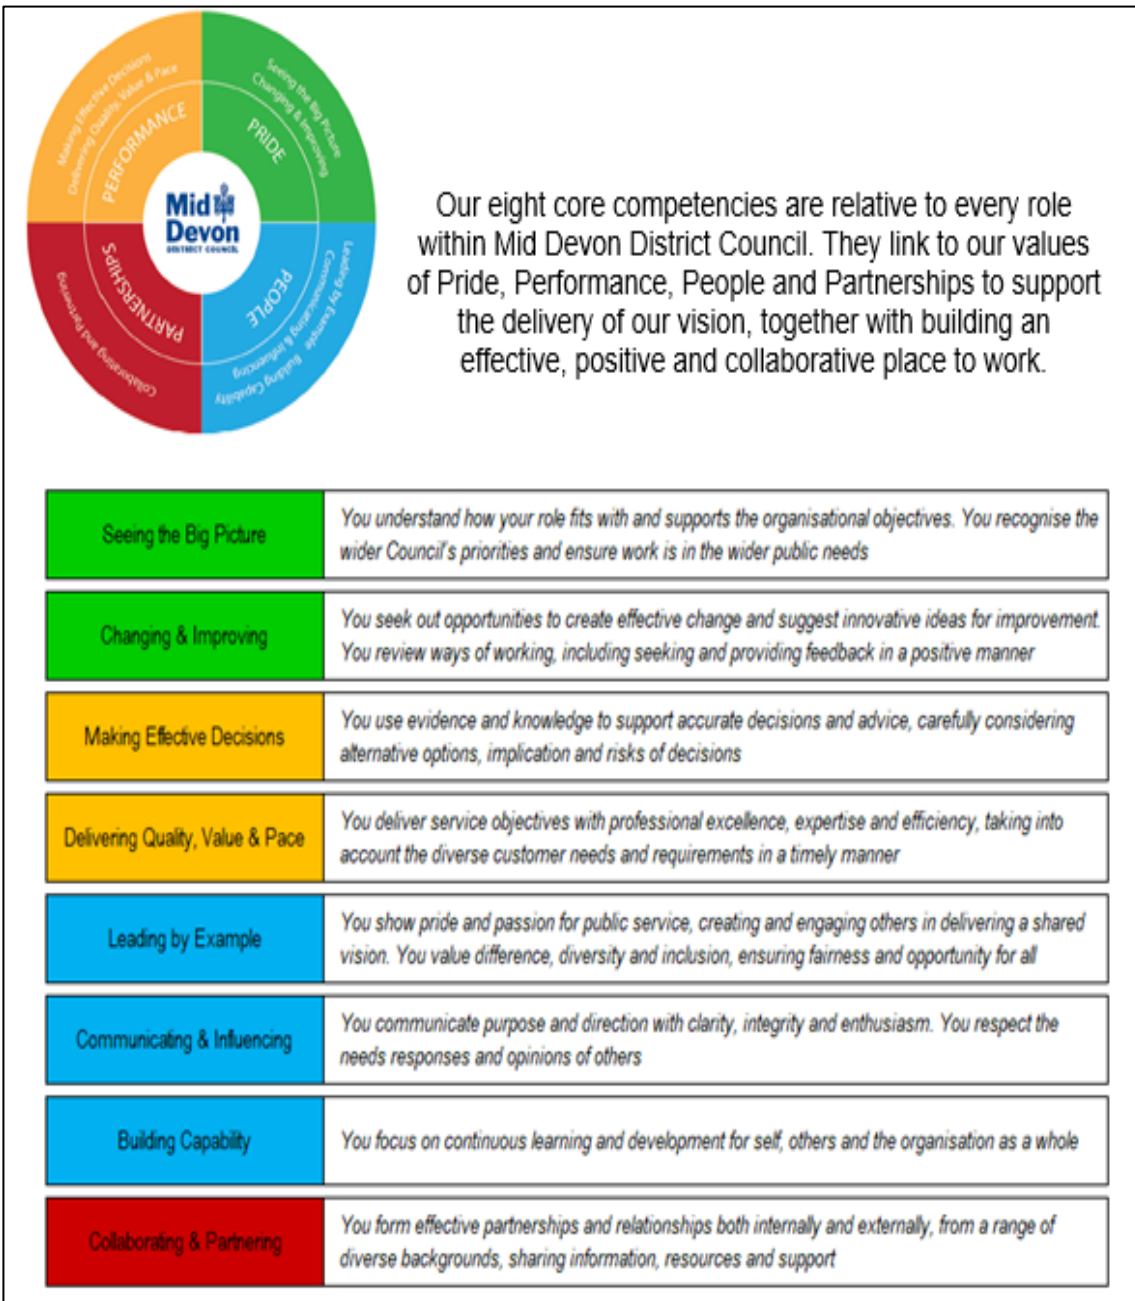 Making Effective Decisions
Delivering Quality, Value & Pace
PERFORMANCE
Seeing the Big Picture
Changing & Improving
PRIDE
Mid
Devon
DISTRICT COUNCIL
PARTNERSHIPS
Collaborating and Partnering
PEOPLE
Leading by Example Building Capability
Communicating & Influencing
Our eight core competencies are relative to every role
within Mid Devon District Council. They link to our values
of Pride, Performance, People and Partnerships to support
the delivery of our vision, together with building an
effective, positive and collaborative place to work.
Seeing the Big Picture
You understand how your role fits with and supports the organisational objectives. You recognise the
wider Council's priorities and ensure work is in the wider public needs
Changing & Improving
You seek out opportunities to create effective change and suggest innovative ideas for improvement.
You review ways of working, including seeking and providing feedback in a positive manner
Making Effective Decisions
You use evidence and knowledge to support accurate decisions and advice, carefully considering
alternative options, implication and risks of decisions
Delivering Quality, Value & Pace
You deliver service objectives with professional excellence, expertise and efficiency, taking into
account the diverse customer needs and requirements in a timely manner
Leading by Example
You show pride and passion for public service, creating and engaging others in delivering a shared
vision. You value difference, diversity and inclusion, ensuring fairness and opportunity for all
Communicating & Influencing
You communicate purpose and direction with clarity, integrity and enthusiasm. You respect the
needs responses and opinions of others
Building Capability
You focus on continuous learning and development for self, others and the organisation as a whole
Collaborating & Partnering
You form effective partnerships and relationships both internally and externally, from a range of
diverse backgrounds, sharing information, resources and support